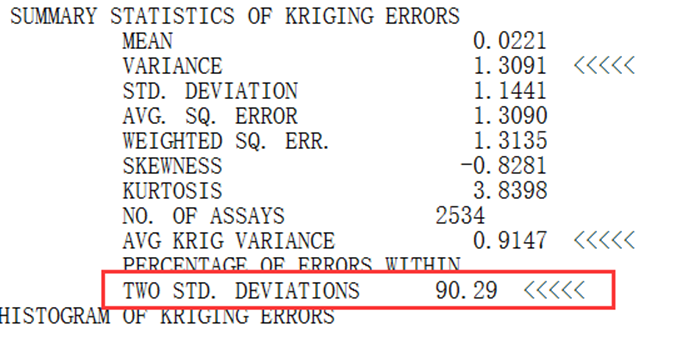 SUMMARY STATISTICS OF KRIGING ERRORS
MEAN 0.0221
VARIANCE 1.3091 <<<<<
STD. DEVIATION 1.1441
AVG. SQ. ERROR 1.3090
WEIGHTED SQ. ERR. 1.3135
SKEWNESS -0.8281
KURTOSIS 3.8398
NO. OF ASSAYS 2534
AVG KRIG VARIANCE 0.9147 <<<<<
PERCENTAGE OF ERRORS WITHIN
TWO STD. DEVIATIONS 90.29 <<<<<
HISTOGRAM OF KRIGING ERRORS